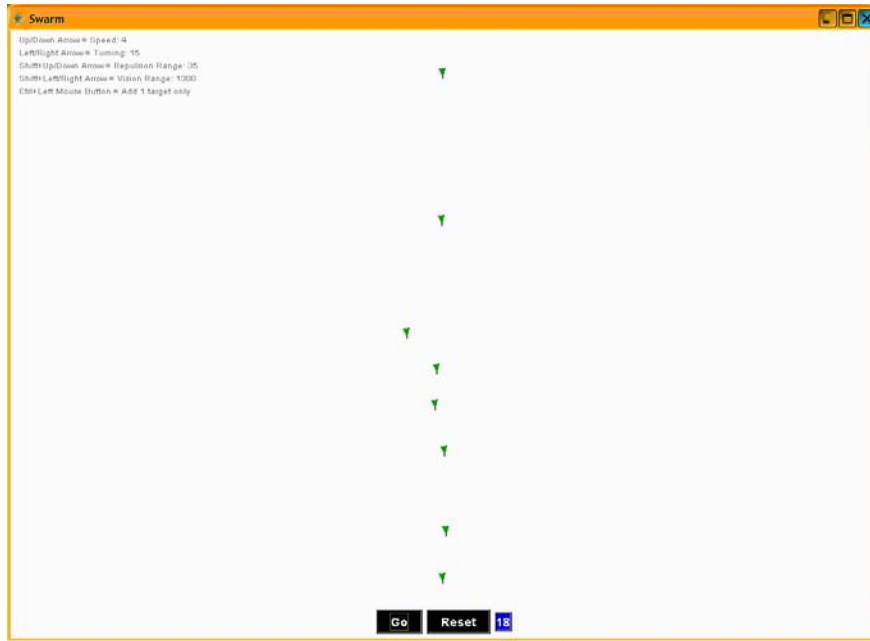 Swarm
Up/Down Arrow = Speed: 4
Left/Right Arrow = Turning: 15
Shift+Up/Down Arrow = Repulsion Range: 35
Shift+Left/Right Arrow = Vision Range: 1300
Ctrl+Left Mouse Button = Add 1 target only
Go Reset 18